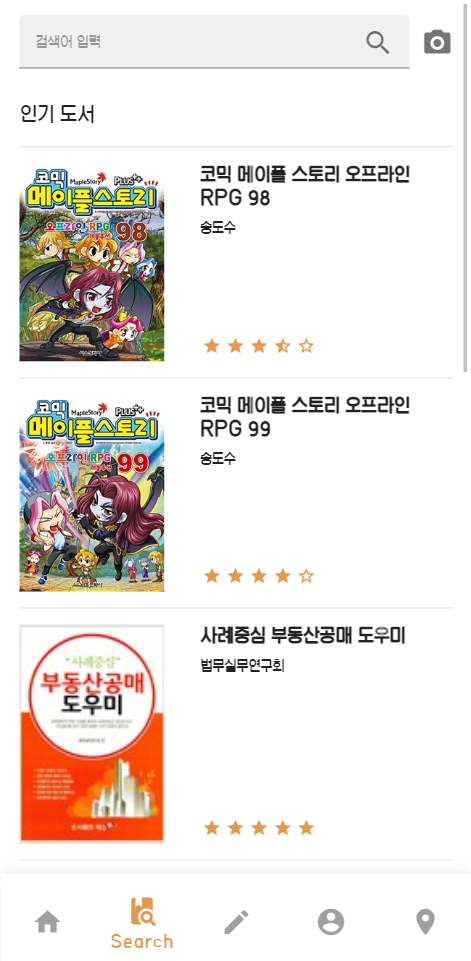 검색어 입력
인기 도서
코믹
MapleStory
PLUS
메이플스토리
오프라인 RPG
98
코믹 메이플 스토리 오프라인
RPG 98
송도수
코믹
MapleStory
PLUS
메이플스토리
오프라인 RPG
99
코믹 메이플 스토리 오프라인
RPG 99
송도수
"사례중심"
부동산공매
도우미
사례중심 부동산공매 도우미
법무실무연구회
Search